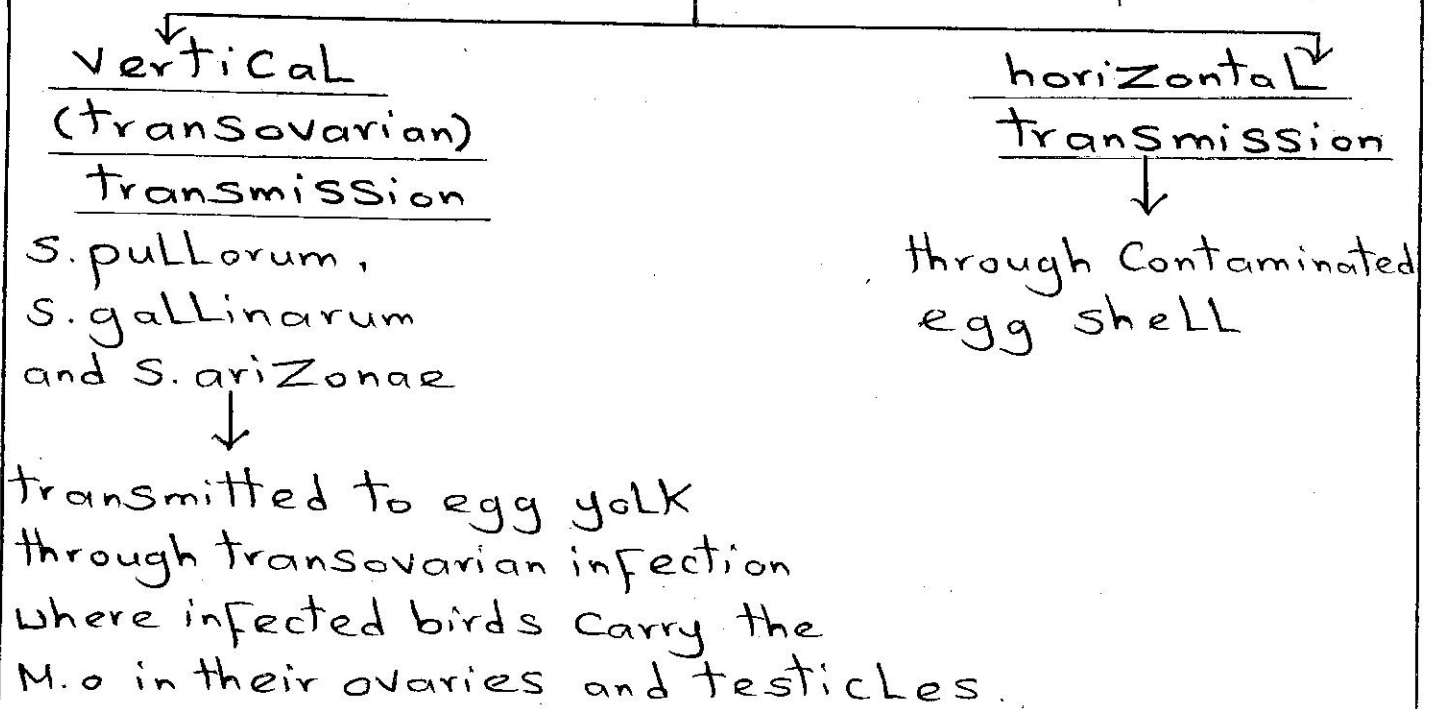 vertical
(transovarian)
transmission
S. pullorum,
S. gallinarum
and S. arizonae
transmitted to egg yolk
through transovarian infection
where infected birds carry the
M.o in their ovaries and testicles.
horizontal
transmission
through contaminated
egg shell